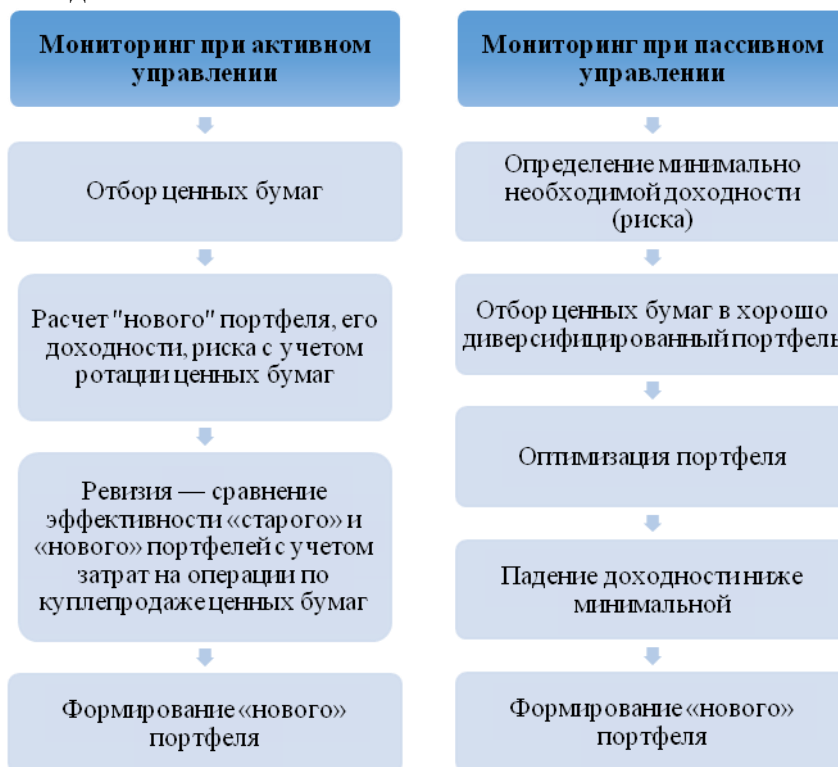 Мониторинг при активном
управлении
Отбор ценных бумаг
Расчет "нового" портфеля, его
доходности, риска с учетом
ротации ценных бумаг
Ревизия — сравнение
эффективности «старого» и
«нового» портфелей с учетом
затрат на операции по
куплепродаже ценных бумаг
Формирование «нового»
портфеля
Мониторинг при пассивном
управлении
Определение минимально
необходимой доходности
(риска)
Отбор ценных бумаг в хорошо
диверсифицированный портфель
Оптимизация портфеля
Падение доходности ниже
минимальной
Формирование «нового»
портфеля